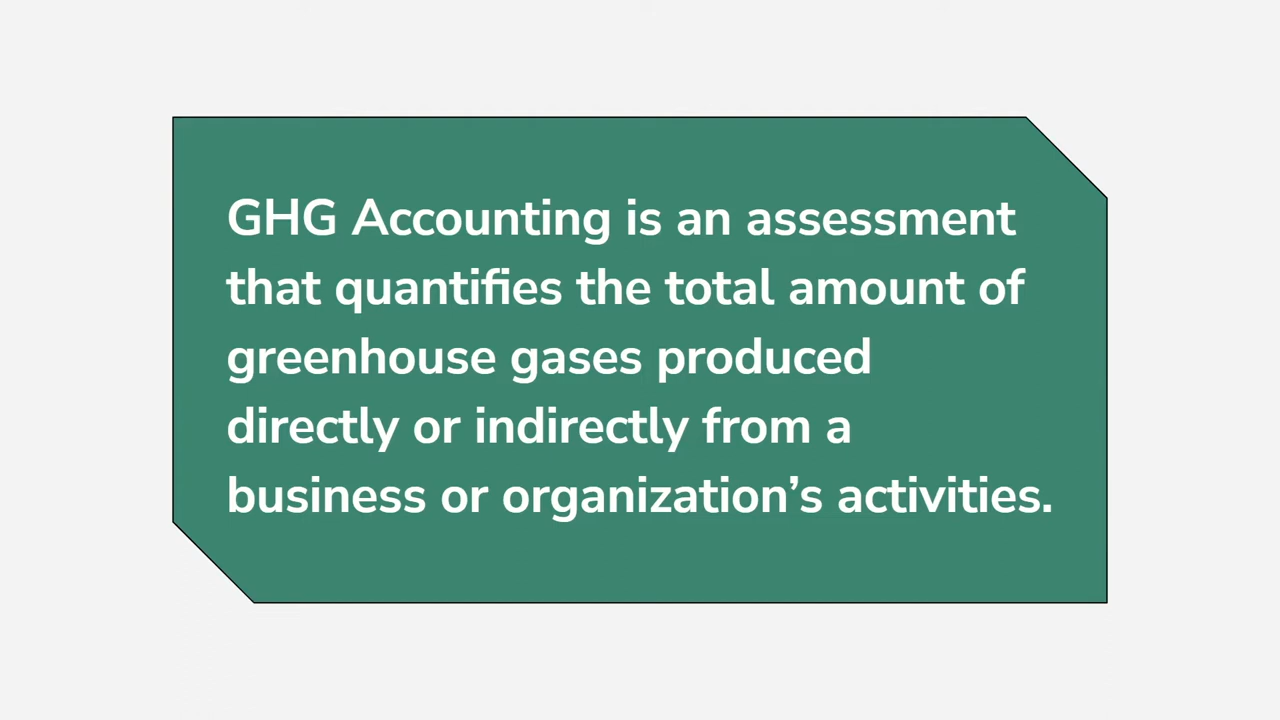 GHG Accounting is an assessment
that quantifies the total amount of
greenhouse gases produced
directly or indirectly from a
business or organization’s activities.